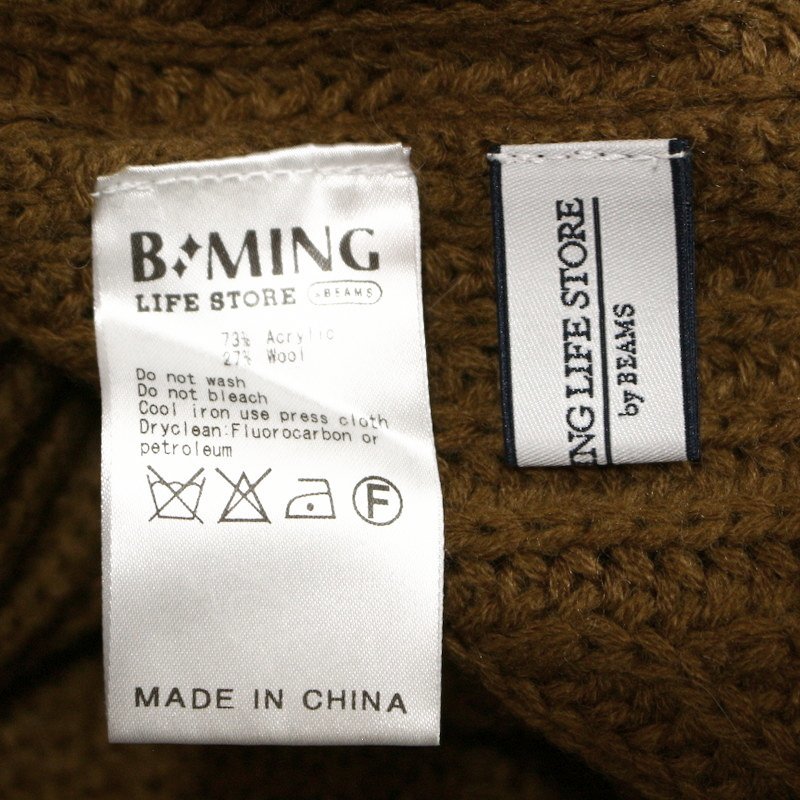 B✦MING
LIFE STORE by BEAMS
73% Acrylic
27% Wool
Do not wash
Do not bleach
Cool iron use press cloth
Dryclean:Fluorocarbon or
petroleum
F
MADE IN CHINA
ING LIFE STORE
by BEAMS